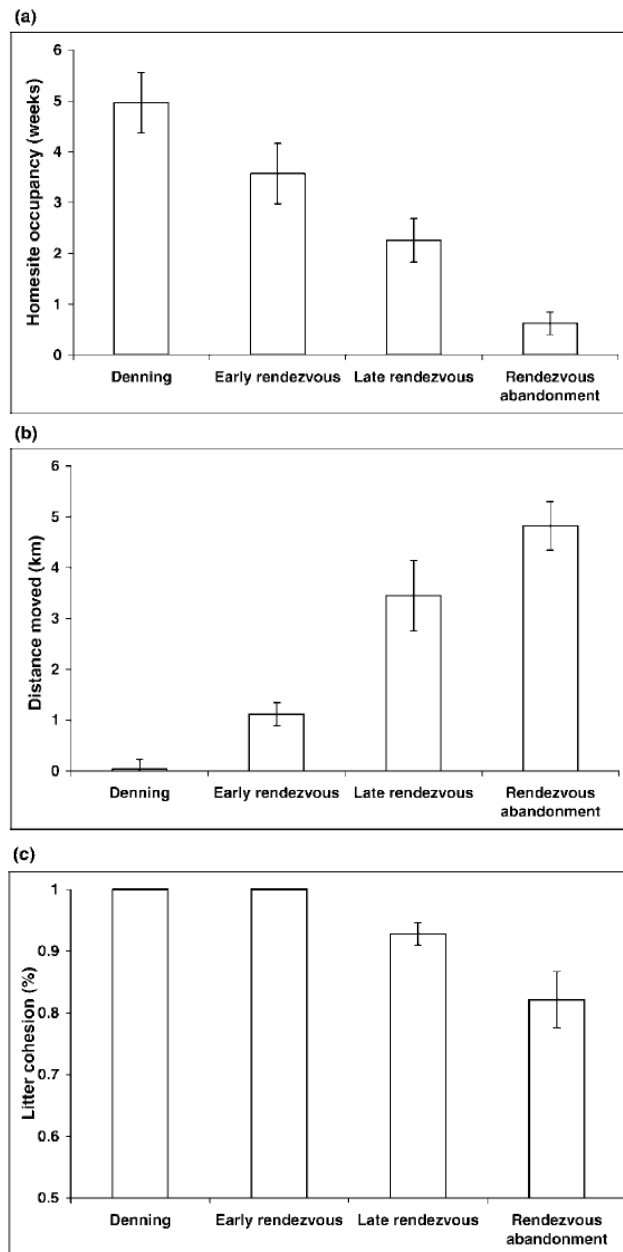 (a)
Homesite occupancy (weeks)
6
5
4
3
2
1
0
Denning
Early rendezvous
Late rendezvous
Rendezvous
abandonment
(b)
Distance moved (km)
6
5
4
3
2
1
0
Denning
Early rendezvous
Late rendezvous
Rendezvous
abandonment
(c)
Litter cohesion (%)
1
0.9
0.8
0.7
0.6
0.5
Denning
Early rendezvous
Late rendezvous
Rendezvous
abandonment